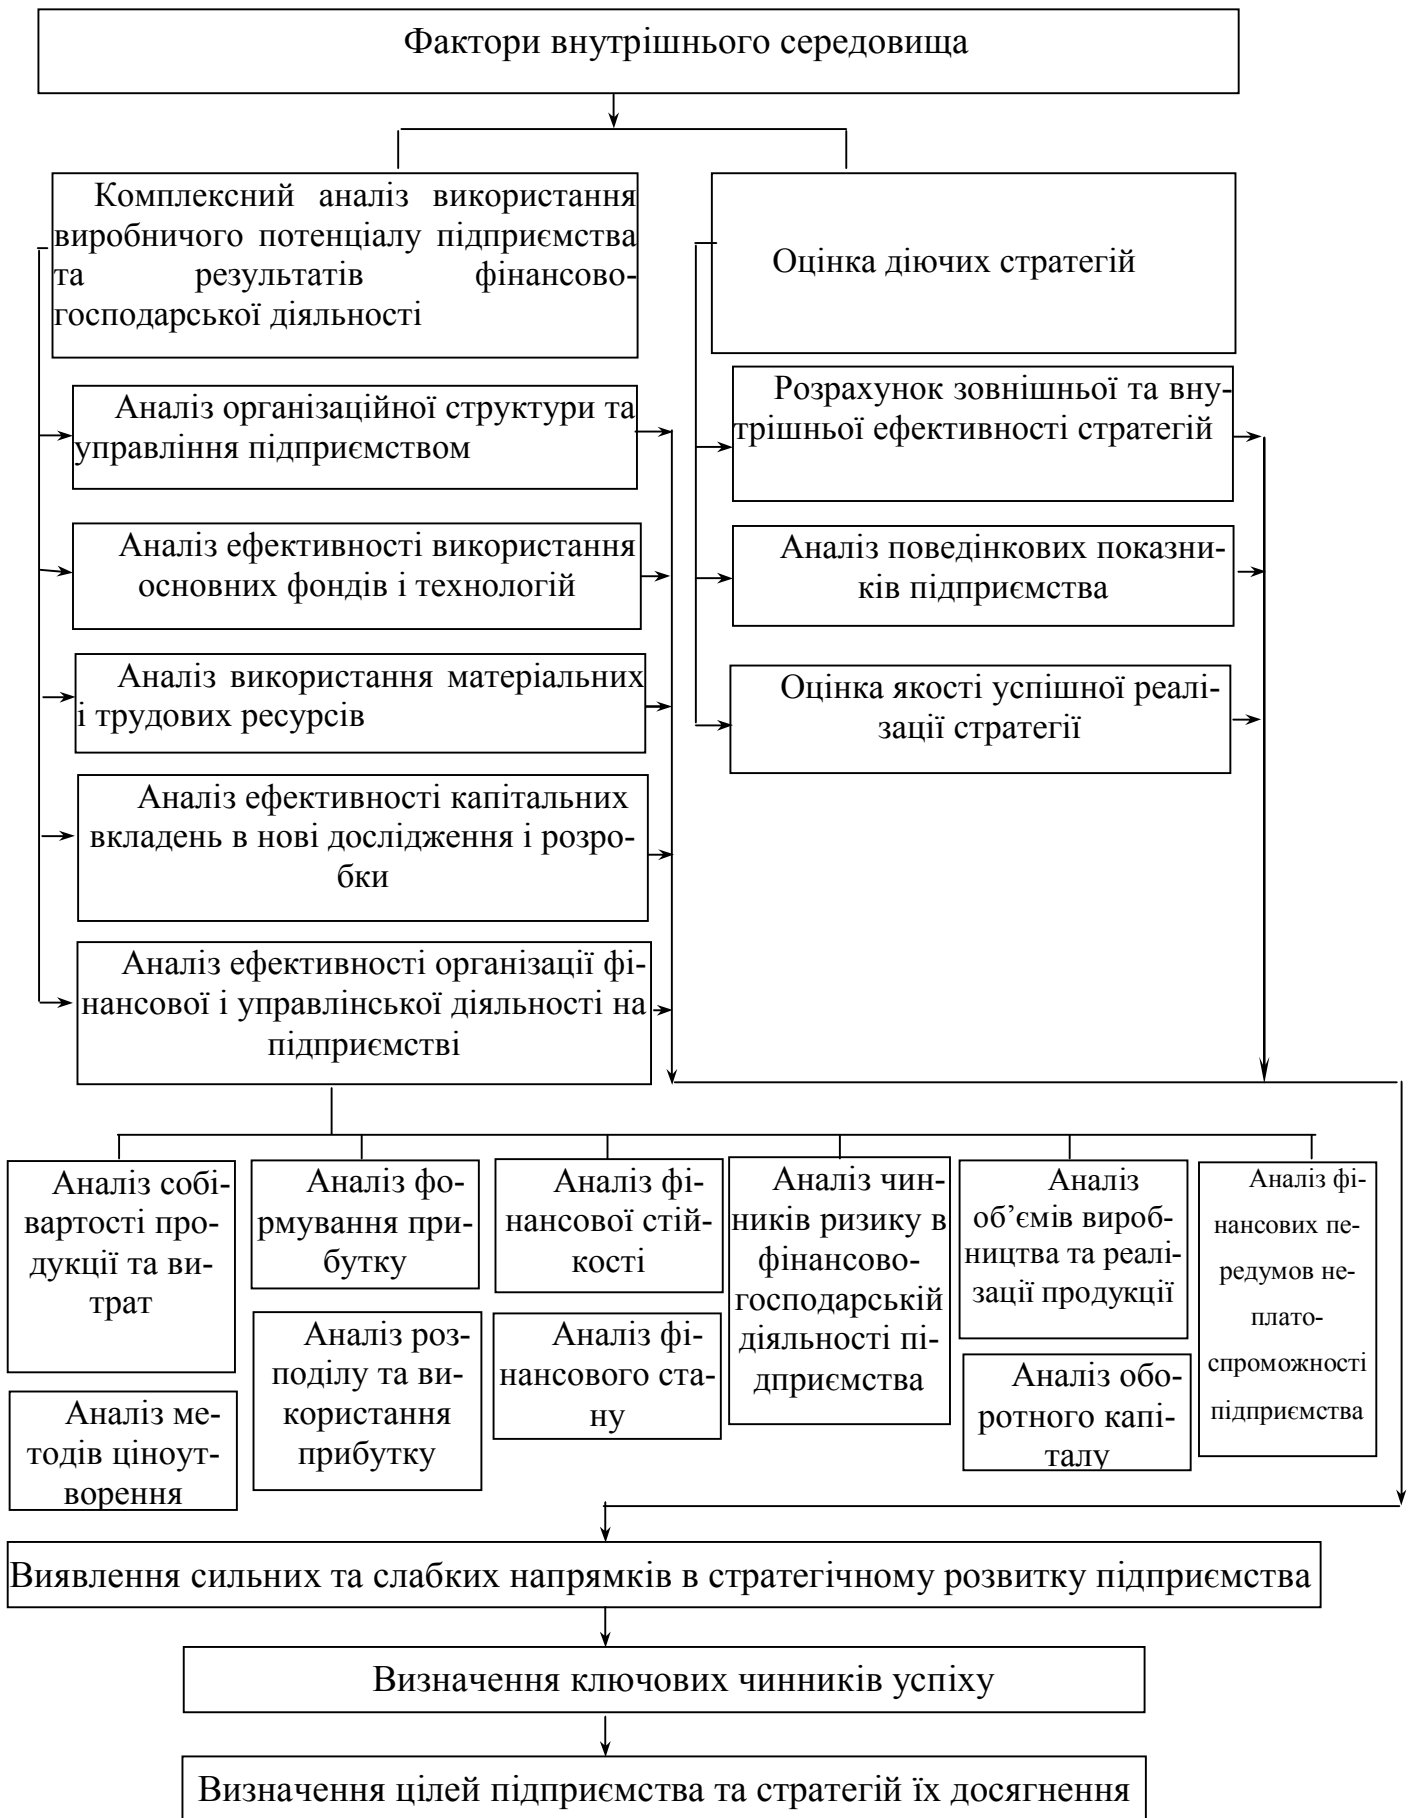 Фактори внутрішнього середовища
Комплексний аналіз використання
виробничого потенціалу підприємства
та результатів фінансово-
господарської діяльності
Оцінка діючих стратегій
Аналіз організаційної структури та
управління підприємством
Розрахунок зовнішньої та вну-
трішньої ефективності стратегій
Аналіз ефективності використання
основних фондів і технологій
Аналіз поведінкових показни-
ків підприємства
Аналіз використання матеріальних
і трудових ресурсів
Оцінка якості успішної реалі-
зації стратегії
Аналіз ефективності капітальних
вкладень в нові дослідження і розро-
бки
Аналіз ефективності організації фі-
нансової і управлінської діяльності на
підприємстві
Аналіз собі-
вартості про-
дукції та ви-
трат
Аналіз фо-
рмування при-
бутку
Аналіз фі-
нансової стій-
кості
Аналіз чин-
ників ризику в
фінансово-
господарській
діяльності пі-
дприємства
Аналіз
об’ємів вироб-
ництва та реалі-
зації продукції
Аналіз фі-
нансових пе-
редумов не-
плато-
спроможності
підприємства
Аналіз ме-
тодів ціноут-
ворення
Аналіз роз-
поділу та ви-
користання
прибутку
Аналіз фі-
нансового ста-
ну
Аналіз обо-
ротного капі-
талу
Виявлення сильних та слабких напрямків в стратегічному розвитку підприємства
Визначення ключових чинників успіху
Визначення цілей підприємства та стратегій їх досягнення